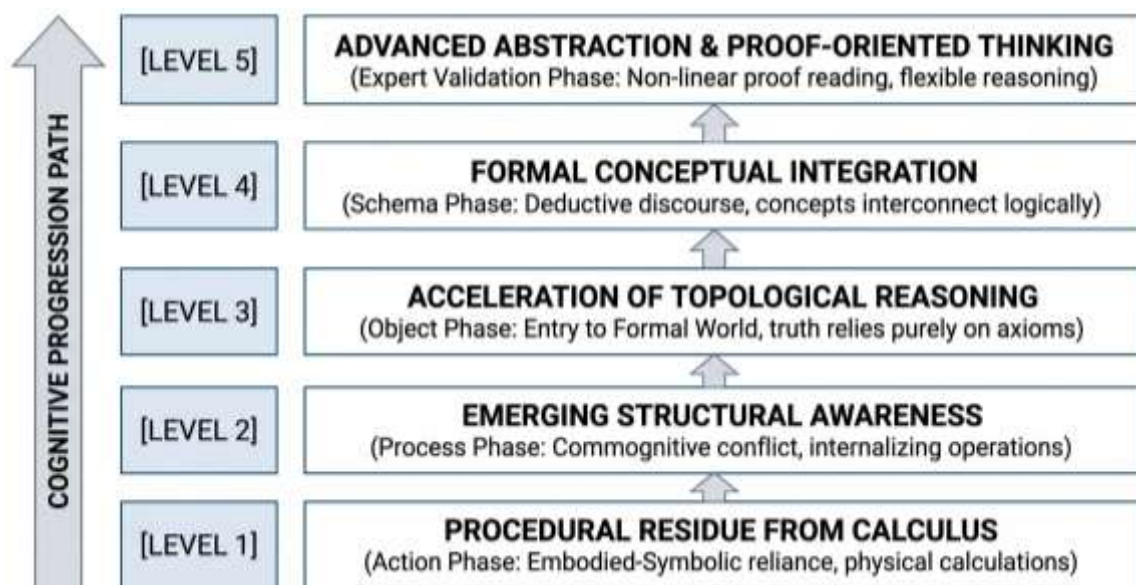 COGNITIVE PROGRESSION PATH
[LEVEL 5]
ADVANCED ABSTRACTION & PROOF-ORIENTED THINKING
(Expert Validation Phase: Non-linear proof reading, flexible reasoning)
[LEVEL 4]
FORMAL CONCEPTUAL INTEGRATION
(Schema Phase: Deductive discourse, concepts interconnect logically)
[LEVEL 3]
ACCELERATION OF TOPOLOGICAL REASONING
(Object Phase: Entry to Formal World, truth relies purely on axioms)
[LEVEL 2]
EMERGING STRUCTURAL AWARENESS
(Process Phase: Commognitive conflict, internalizing operations)
[LEVEL 1]
PROCEDURAL RESIDUE FROM CALCULUS
(Action Phase: Embodied-Symbolic reliance, physical calculations)